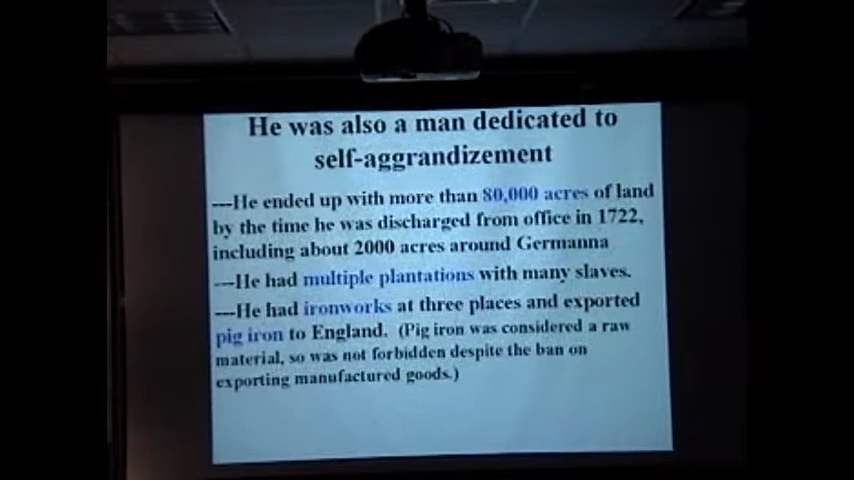 He was also a man dedicated to
self-aggrandizement
---He ended up with more than 80,000 acres of land
by the time he was discharged from office in 1722,
including about 2000 acres around Germanna
---He had multiple plantations with many slaves.
---He had ironworks at three places and exported
pig iron to England. (Pig iron was considered a raw
material, so was not forbidden despite the ban on
exporting manufactured goods.)